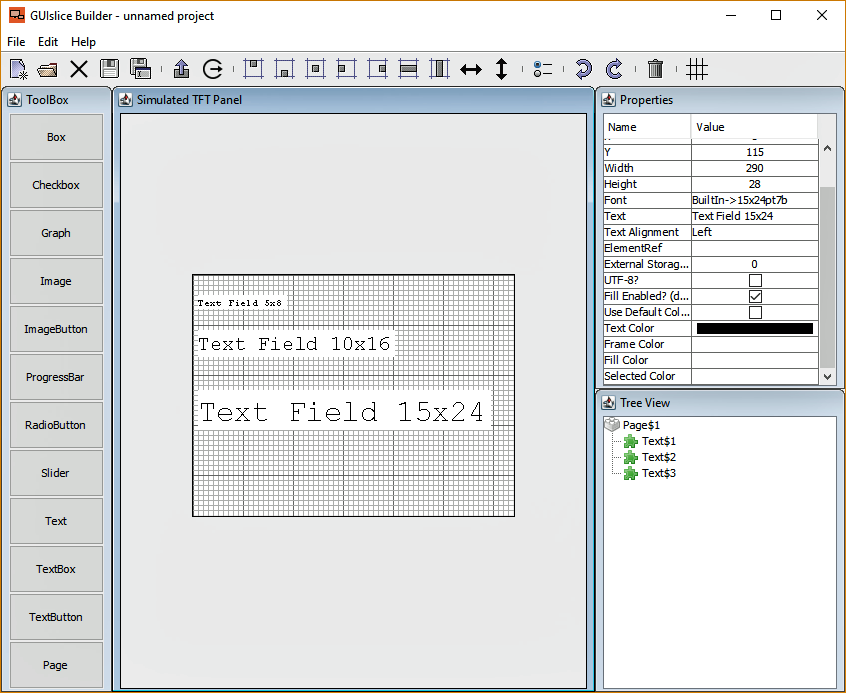 GUIslice Builder - unnamed project
File Edit Help
ToolBox
Box
Checkbox
Graph
Image
ImageButton
ProgressBar
RadioButton
Slider
Text
TextBox
TextButton
Page
Simulated TFT Panel
Text Field 5x8
Text Field 10x16
Text Field 15x24
Properties
Name Value
Y 115
Width 290
Height 28
Font BuiltIn->15x24pt7b
Text Text Field 15x24
Text Alignment Left
ElementRef
External Storag... 0
UTF-8?
Fill Enabled? (d...
Use Default Col...
Text Color
Frame Color
Fill Color
Selected Color
Tree View
Page$1
Text$1
Text$2
Text$3